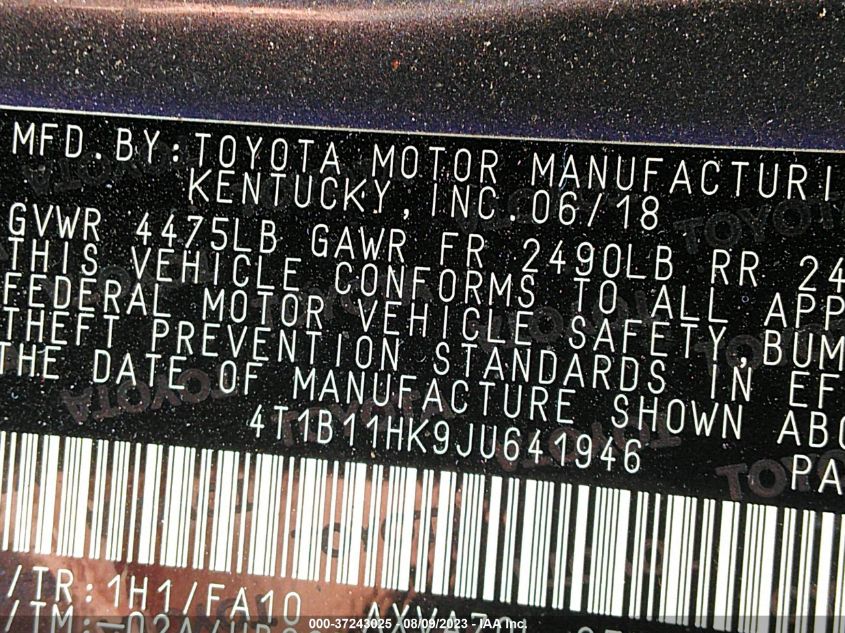 MFD.BY:TOYOTA MOTOR MANUFACTURI
KENTUCKY,INC.06/18
GVWR 4475LB GAWR FR 2490LB RR 24
THIS VEHICLE CONFORMS TO ALL APP
FEDERAL MOTOR VEHICLE SAFETY,BUM
THEFT PREVENTION STANDARDS IN EF
THE DATE OF MANUFACTURE SHOWN ABO
4T1B11HK9JU641946
PA
/TR:1H1/FA10 AXVA7
000-37243025 - 08/09/2023 - IAA Inc.